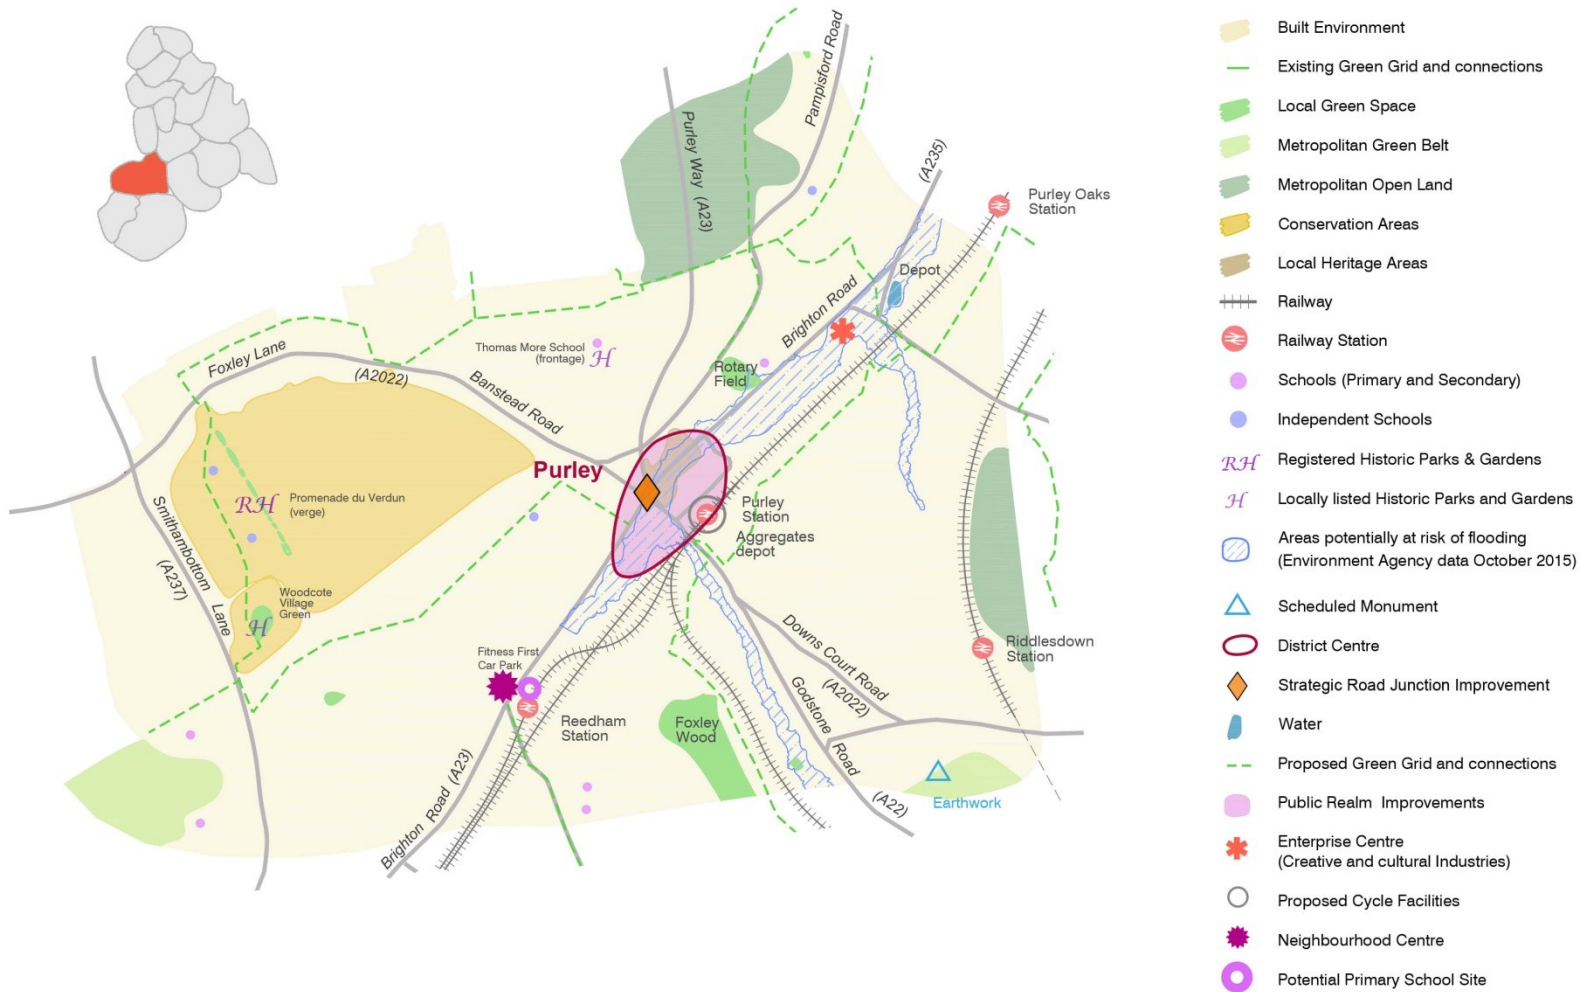 Pampisford Road
Purley Way (A23)
(A235)
Purley Oaks
Station
Depot
Brighton Road
Foxley Lane
(A2022)
Thomas More School
(frontage)
H
Banstead Road
Rotary
Field
Purley
Purley
Station
Aggregates
depot
RH
Promenade du Verdun
(verge)
Smithambottom Lane
(A237)
Woodcote
Village
Green
H
Fitness First
Car Park
Reedham
Station
Foxley
Wood
Downs Court Road
(A2022)
Godstone Road
(A22)
Riddlesdown
Station
Earthwork
Brighton Road (A23)
Built Environment
Existing Green Grid and connections
Local Green Space
Metropolitan Green Belt
Metropolitan Open Land
Conservation Areas
Local Heritage Areas
Railway
Railway Station
Schools (Primary and Secondary)
Independent Schools
RH Registered Historic Parks & Gardens
H Locally listed Historic Parks and Gardens
Areas potentially at risk of flooding
(Environment Agency data October 2015)
Scheduled Monument
District Centre
Strategic Road Junction Improvement
Water
Proposed Green Grid and connections
Public Realm Improvements
Enterprise Centre
(Creative and cultural Industries)
Proposed Cycle Facilities
Neighbourhood Centre
Potential Primary School Site